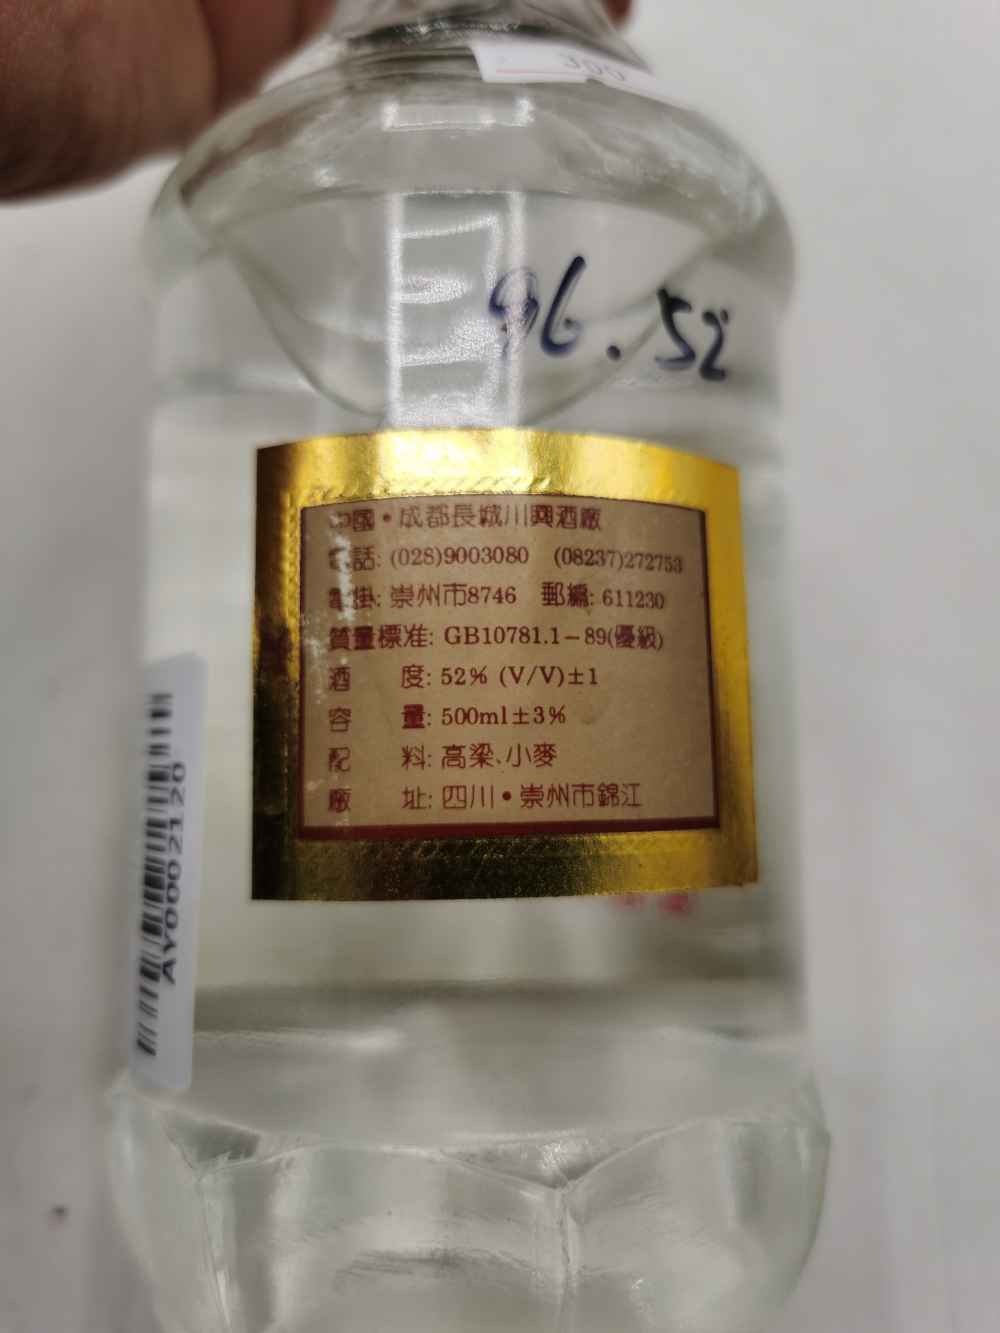 300
96.52
中國•成都長城川興酒廠
電話: (028)9003080 (08237)272753
電掛: 崇州市8746 郵編: 611230
質量標准: GB10781.1-89(優級)
酒 度: 52% (V/V)±1
容 量: 500ml±3%
配 料: 高梁、小麥
廠 址: 四川•崇州市錦江
AY0002120